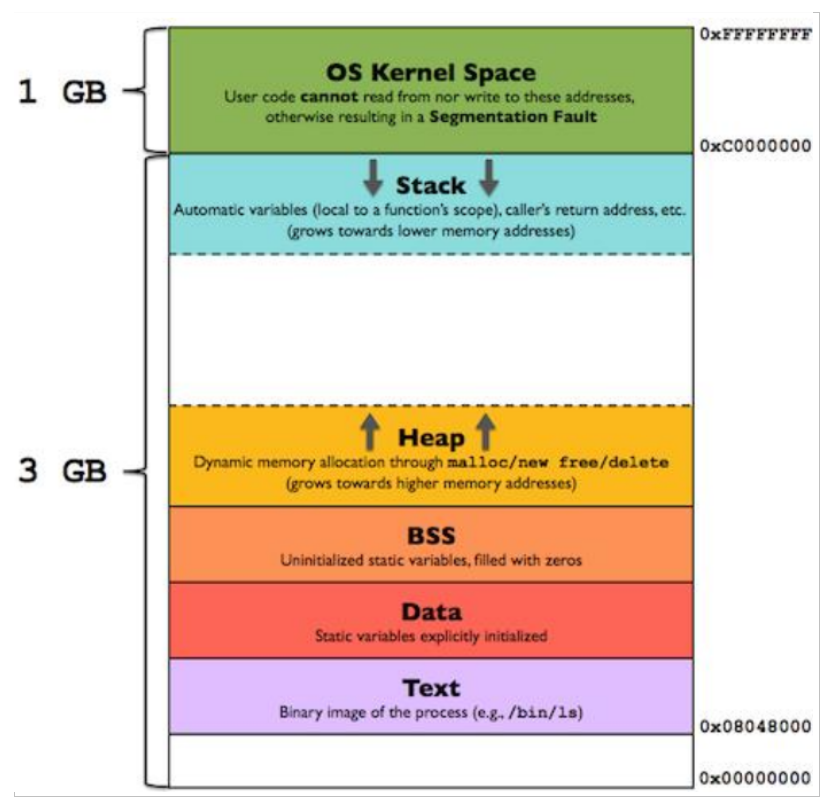 0xFFFFFFFF
1 GB
OS Kernel Space
User code cannot read from nor write to these addresses,
otherwise resulting in a Segmentation Fault
0xC0000000
Stack
Automatic variables (local to a function's scope), caller's return address, etc.
(grows towards lower memory addresses)
3 GB
Heap
Dynamic memory allocation through malloc/new free/delete
(grows towards higher memory addresses)
BSS
Uninitialized static variables, filled with zeros
Data
Static variables explicitly initialized
Text
Binary image of the process (e.g., /bin/ls)
0x08048000
0x00000000